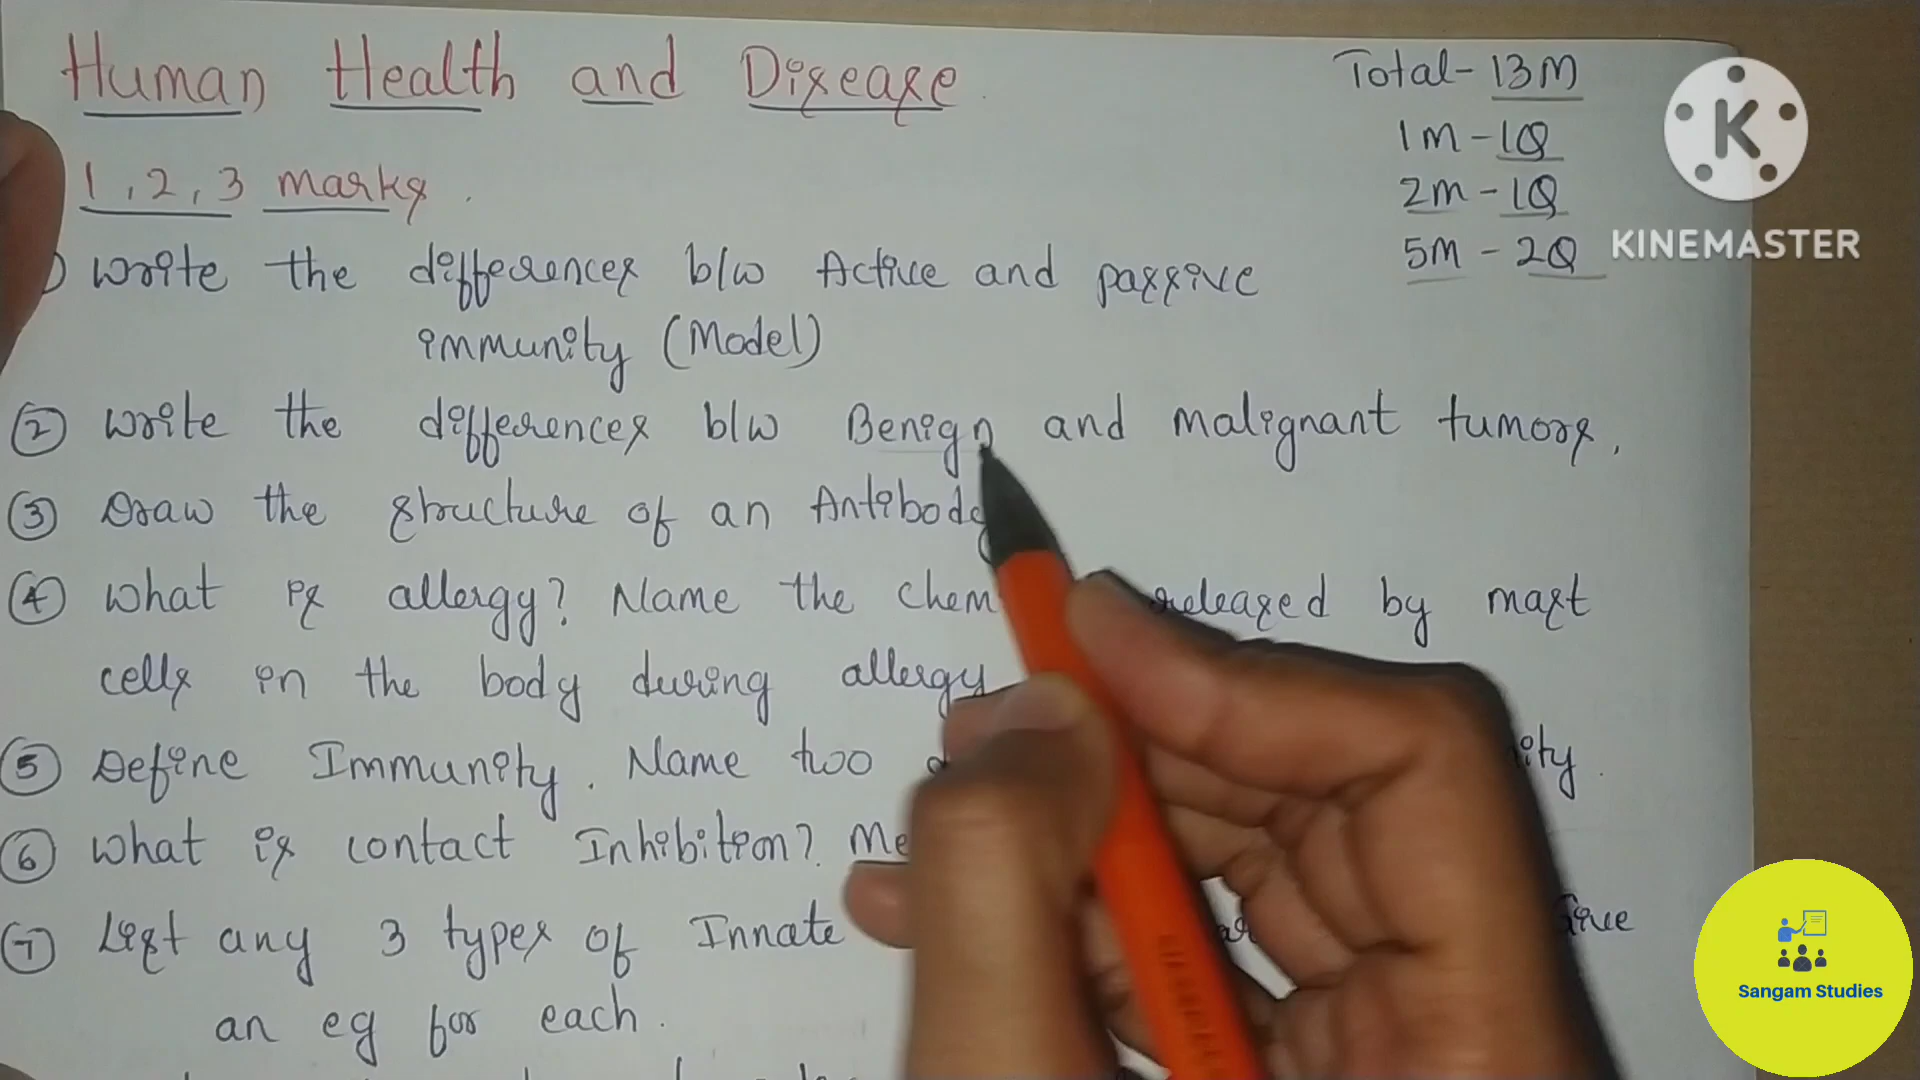 Human Health and Disease
Total - 13M
1M - 1Q
2M - 1Q
5M - 2Q
KINEMASTER
1, 2, 3 marks.
) Write the differences b/w Active and passive
immunity (Model)
② Write the differences b/w Benign and malignant tumors.
③ Draw the structure of an Antibody
④ What is allergy? Name the released by mast
cells in the body during allergy
⑤ Define Immunity. Name two
⑥ What is contact Inhibition?
⑦ List any 3 types of Innate Give
an eg for each.
Sangam Studies